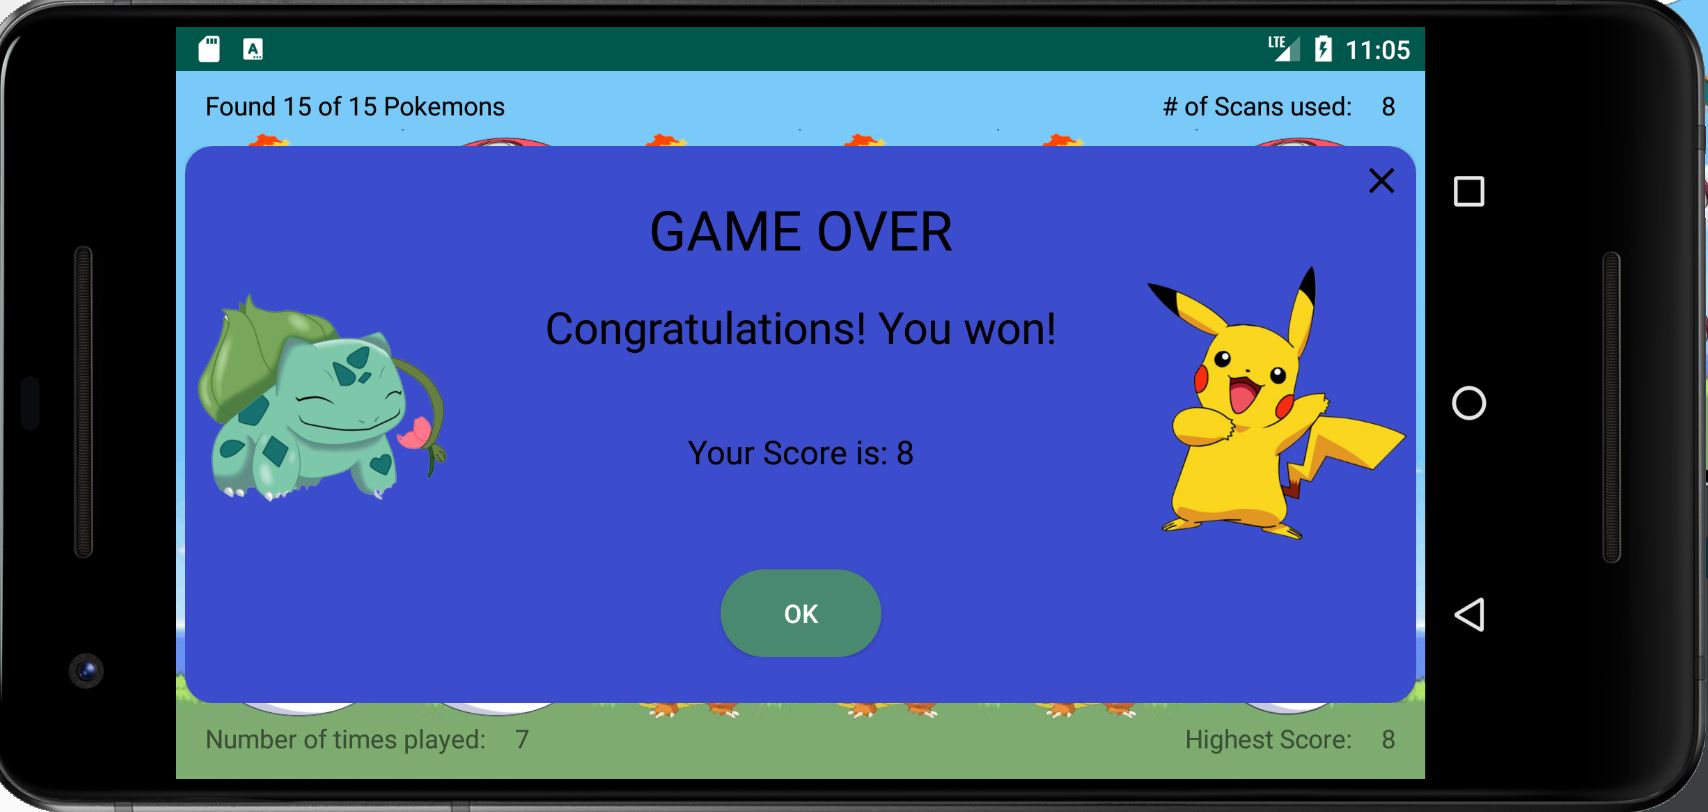 LTE 11:05
Found 15 of 15 Pokemons # of Scans used: 8
GAME OVER
Congratulations! You won!
Your Score is: 8
OK
Number of times played: 7 Highest Score: 8